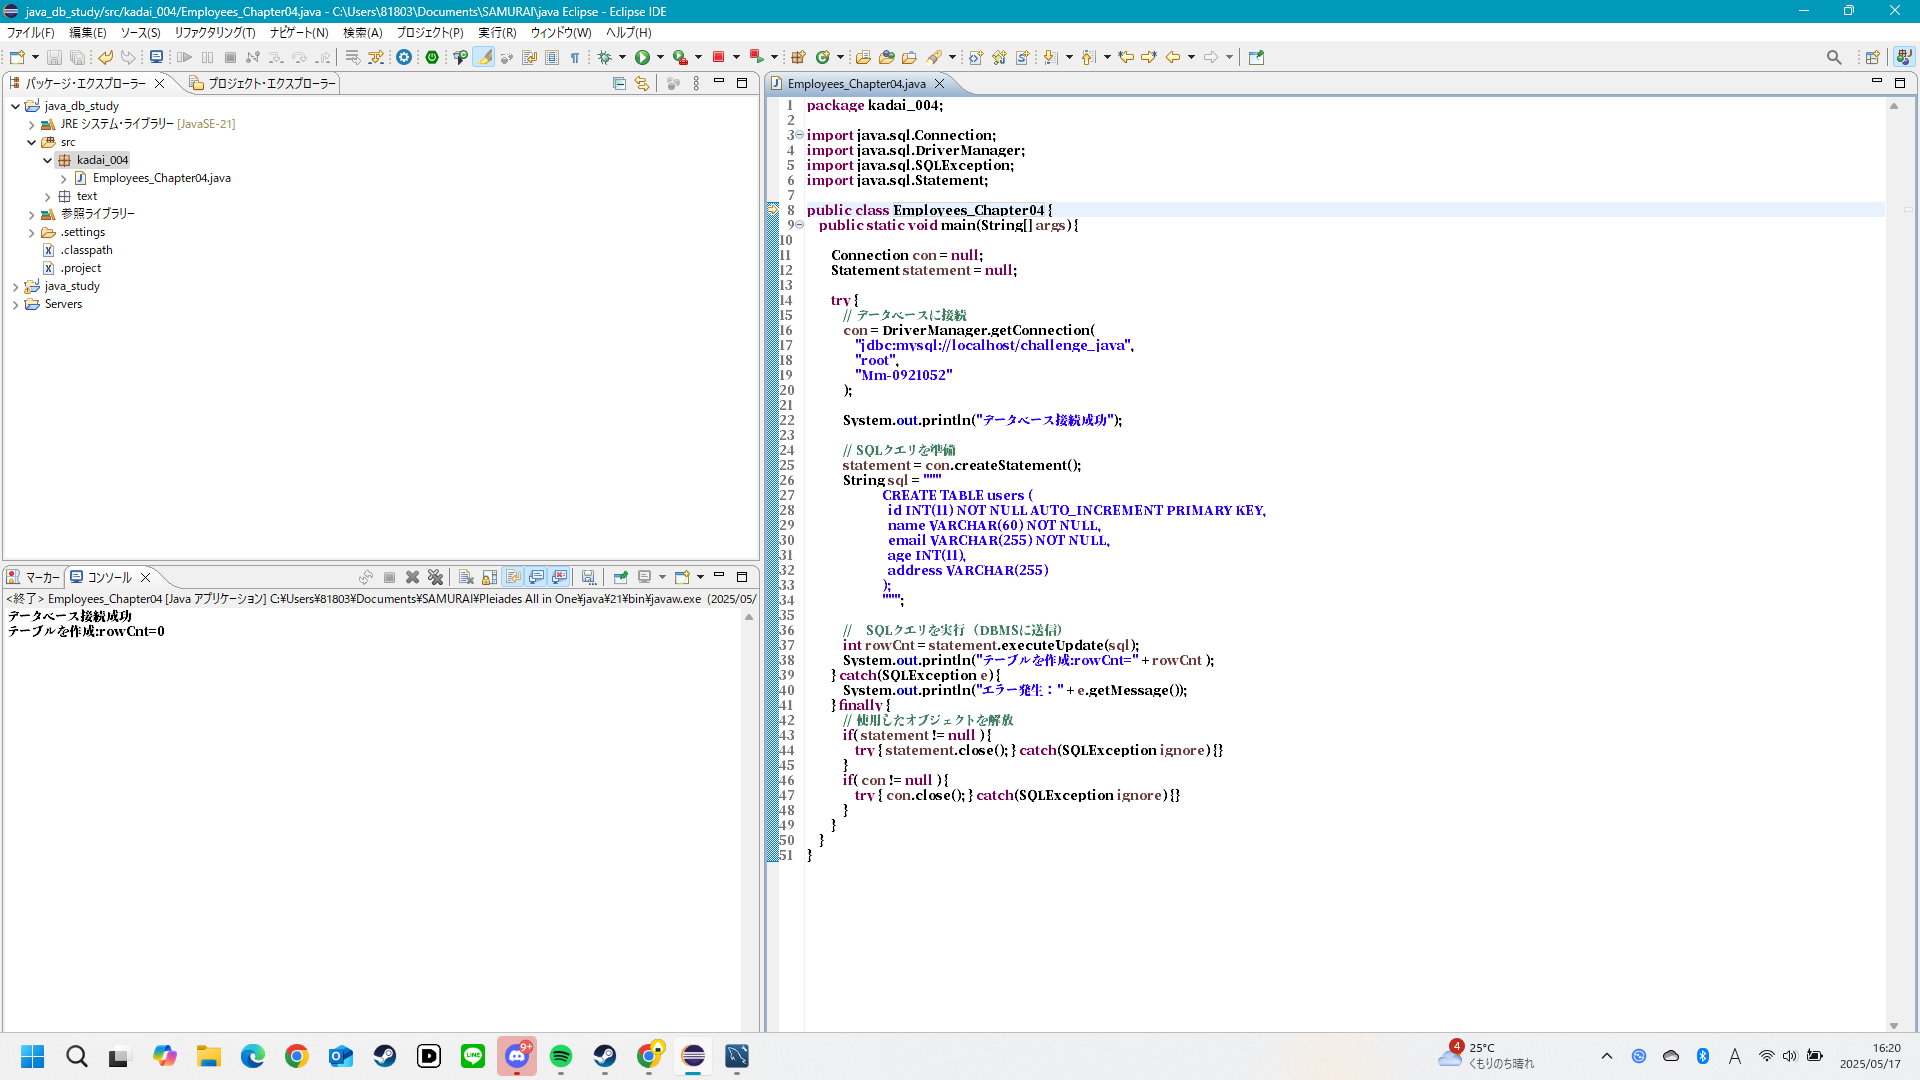 java_db_study/src/kadai_004/Employees_Chapter04.java - C:\Users\81803\Documents\SAMURAI\java Eclipse - Eclipse IDE
ファイル(F) 編集(E) ソース(S) リファクタリング(T) ナビゲート(N) 検索(A) プロジェクト(P) 実行(R) ウィンドウ(W) ヘルプ(H)
パッケージ・エクスプローラー プロジェクト・エクスプローラー
java_db_study
JRE システム・ライブラリー [JavaSE-21]
src
kadai_004
Employees_Chapter04.java
text
参照ライブラリー
.settings
.classpath
.project
java_study
Servers
マーカー コンソール
<終了> Employees_Chapter04 [Java アプリケーション] C:¥Users¥81803¥Documents¥SAMURAI¥Pleiades All in One¥java¥21¥bin¥javaw.exe (2025/05/
データベース接続成功
テーブルを作成:rowCnt=0
Employees_Chapter04.java
1 package kadai_004;
2
3 import java.sql.Connection;
4 import java.sql.DriverManager;
5 import java.sql.SQLException;
6 import java.sql.Statement;
7
8 public class Employees_Chapter04 {
9 public static void main(String[] args) {
10
11 Connection con = null;
12 Statement statement = null;
13
14 try {
15 // データベースに接続
16 con = DriverManager.getConnection(
17 "jdbc:mysql://localhost/challenge_java",
18 "root",
19 "Mm-0921052"
20 );
21
22 System.out.println("データベース接続成功");
23
24 // SQLクエリを準備
25 statement = con.createStatement();
26 String sql = """
27 CREATE TABLE users (
28 id INT(11) NOT NULL AUTO_INCREMENT PRIMARY KEY,
29 name VARCHAR(60) NOT NULL,
30 email VARCHAR(255) NOT NULL,
31 age INT(11),
32 address VARCHAR(255)
33 );
34 """;
35
36 // SQLクエリを実行（DBMSに送信）
37 int rowCnt = statement.executeUpdate(sql);
38 System.out.println("テーブルを作成:rowCnt=" + rowCnt );
39 } catch(SQLException e) {
40 System.out.println("エラー発生：" + e.getMessage());
41 } finally {
42 // 使用したオブジェクトを解放
43 if( statement != null ) {
44 try { statement.close(); } catch(SQLException ignore) {}
45 }
46 if( con != null ) {
47 try { con.close(); } catch(SQLException ignore) {}
48 }
49 }
50 }
51 }
LINE
9+
4
25°C
くもりのち晴れ
A
16:20
2025/05/17